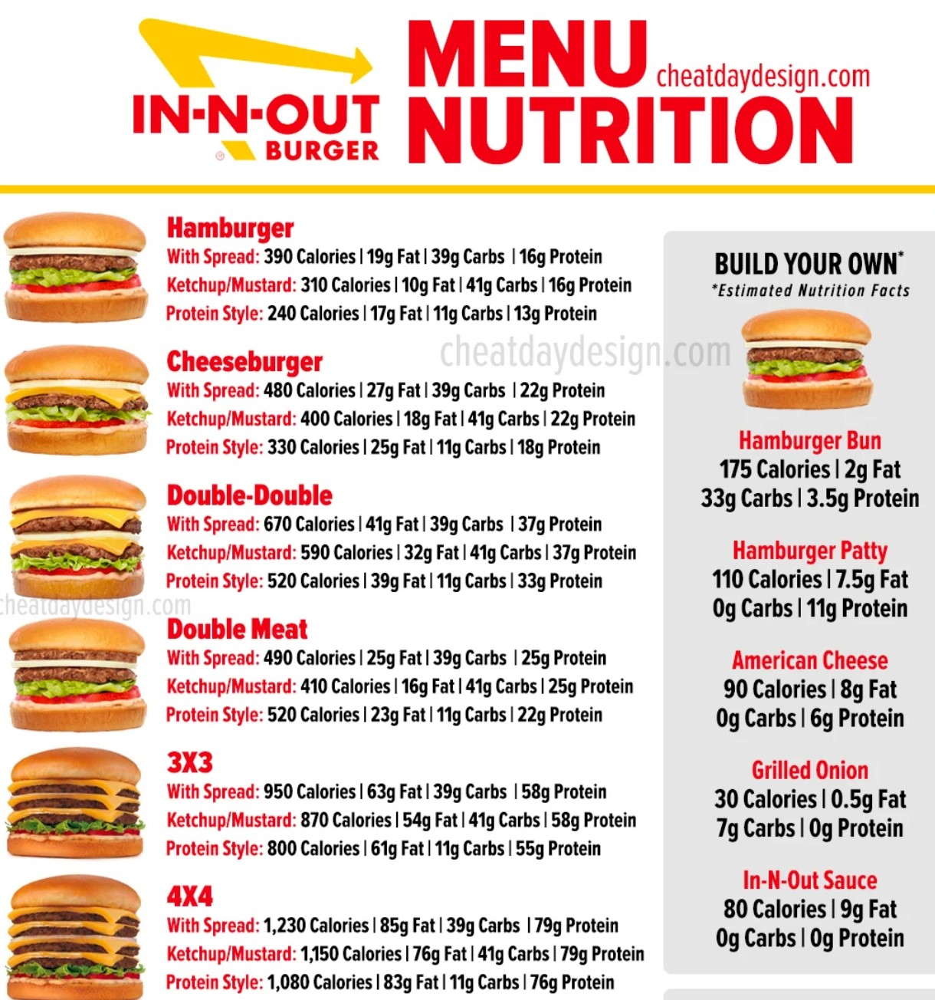 IN-N-OUT
BURGER
MENU
cheatdaydesign.com
NUTRITION
Hamburger
With Spread: 390 Calories | 19g Fat | 39g Carbs | 16g Protein
Ketchup/Mustard: 310 Calories | 10g Fat | 41g Carbs | 16g Protein
Protein Style: 240 Calories | 17g Fat | 11g Carbs | 13g Protein
cheatdaydesign.com
Cheeseburger
With Spread: 480 Calories | 27g Fat | 39g Carbs | 22g Protein
Ketchup/Mustard: 400 Calories | 18g Fat | 41g Carbs | 22g Protein
Protein Style: 330 Calories | 25g Fat | 11g Carbs | 18g Protein
Double-Double
With Spread: 670 Calories | 41g Fat | 39g Carbs | 37g Protein
Ketchup/Mustard: 590 Calories | 32g Fat | 41g Carbs | 37g Protein
Protein Style: 520 Calories | 39g Fat | 11g Carbs | 33g Protein
cheatdaydesign.com
Double Meat
With Spread: 490 Calories | 25g Fat | 39g Carbs | 25g Protein
Ketchup/Mustard: 410 Calories | 16g Fat | 41g Carbs | 25g Protein
Protein Style: 520 Calories | 23g Fat | 11g Carbs | 22g Protein
3X3
With Spread: 950 Calories | 63g Fat | 39g Carbs | 58g Protein
Ketchup/Mustard: 870 Calories | 54g Fat | 41g Carbs | 58g Protein
Protein Style: 800 Calories | 61g Fat | 11g Carbs | 55g Protein
4X4
With Spread: 1,230 Calories | 85g Fat | 39g Carbs | 79g Protein
Ketchup/Mustard: 1,150 Calories | 76g Fat | 41g Carbs | 79g Protein
Protein Style: 1,080 Calories | 83g Fat | 11g Carbs | 76g Protein
BUILD YOUR OWN*
*Estimated Nutrition Facts
Hamburger Bun
175 Calories | 2g Fat
33g Carbs | 3.5g Protein
Hamburger Patty
110 Calories | 7.5g Fat
0g Carbs | 11g Protein
American Cheese
90 Calories | 8g Fat
0g Carbs | 6g Protein
Grilled Onion
30 Calories | 0.5g Fat
7g Carbs | 0g Protein
In-N-Out Sauce
80 Calories | 9g Fat
0g Carbs | 0g Protein